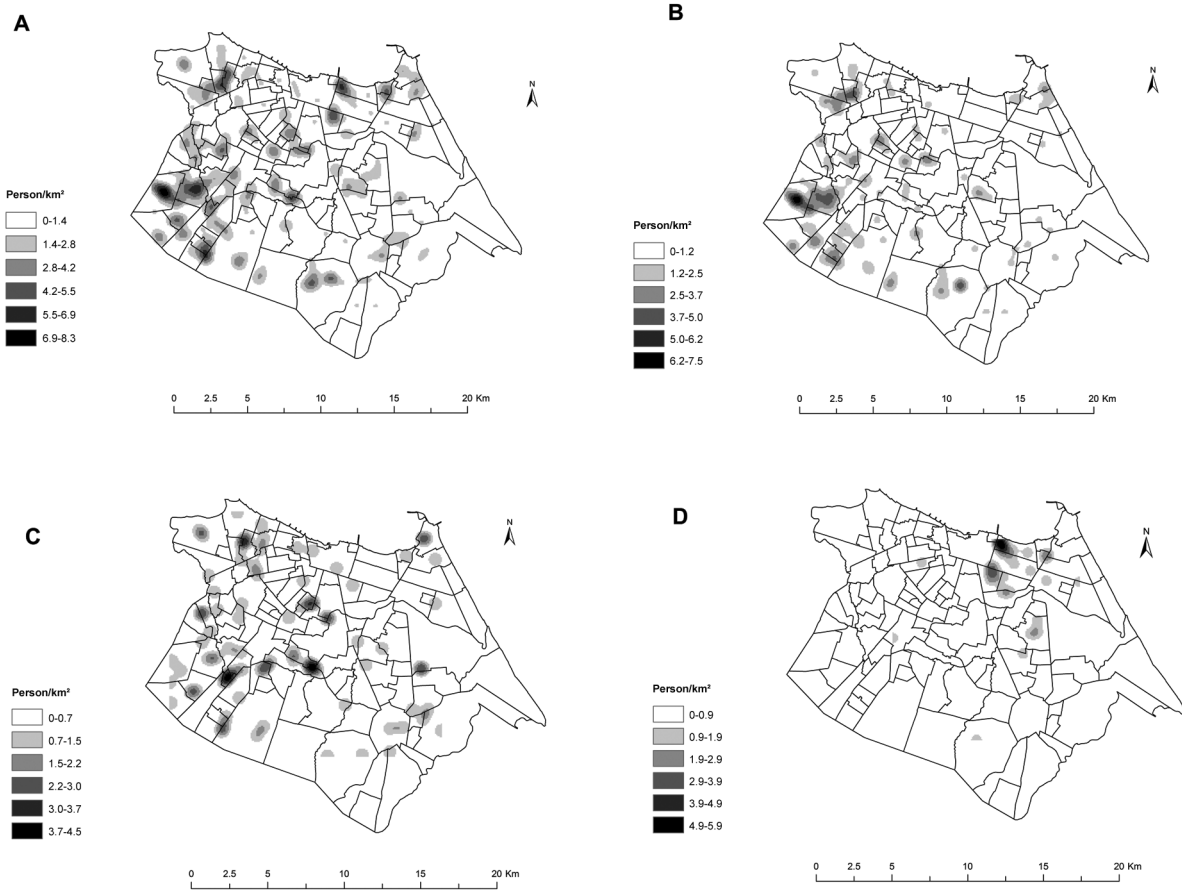 A
N
Person/km²
0-1.4
1.4-2.8
2.8-4.2
4.2-5.5
5.5-6.9
6.9-8.3
0 2.5 5 10 15 20 Km
B
N
Person/km²
0-1.2
1.2-2.5
2.5-3.7
3.7-5.0
5.0-6.2
6.2-7.5
0 2.5 5 10 15 20 Km
C
N
Person/km²
0-0.7
0.7-1.5
1.5-2.2
2.2-3.0
3.0-3.7
3.7-4.5
0 2.5 5 10 15 20 Km
D
N
Person/km²
0-0.9
0.9-1.9
1.9-2.9
2.9-3.9
3.9-4.9
4.9-5.9
0 2.5 5 10 15 20 Km